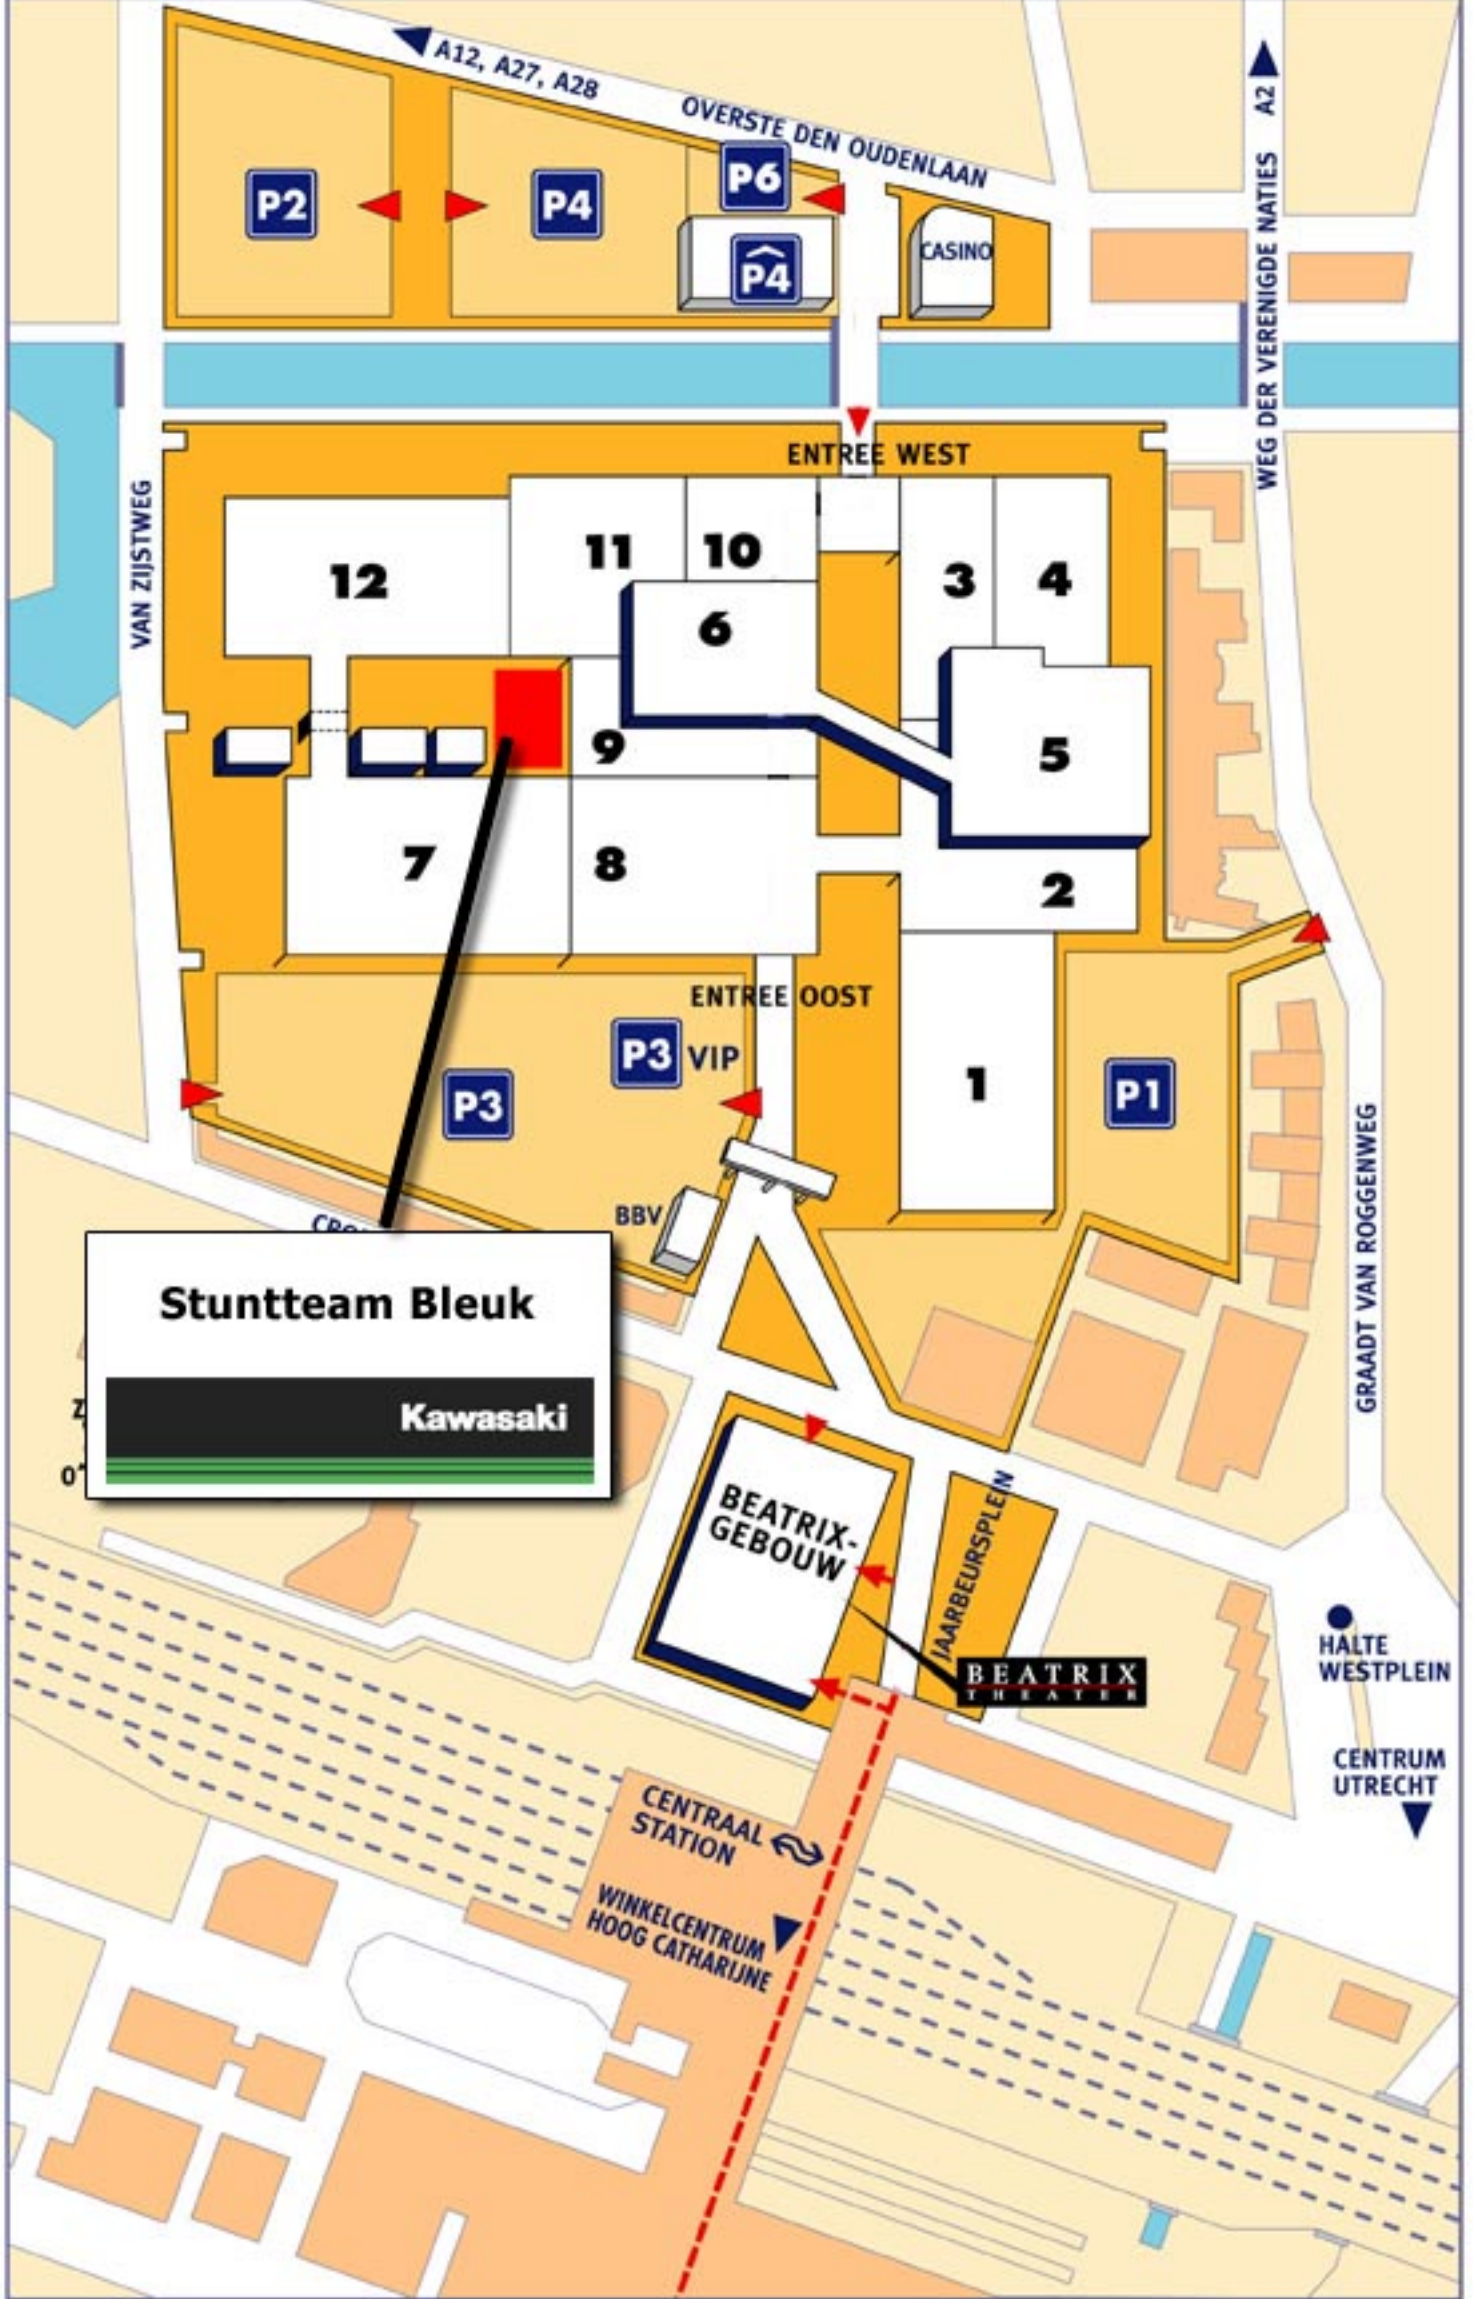 A12, A27, A28
OVERSTE DEN OUDENLAAN
A2
P2
P4
P6
P4
CASINO
WEG DER VERENIGDE NATIES
ENTREE WEST
VAN ZIJSTWEG
12
11
10
3
4
6
9
5
7
8
2
ENTREE OOST
P3 VIP
P3
1
P1
BBV
GRAADT VAN ROGGENWEG
Stuntteam Bleuk
Kawasaki
BEATRIX-
GEBOUW
JAARBEURSPLEIN
BEATRIX
THEATER
HALTE
WESTPLEIN
CENTRUM
UTRECHT
CENTRAAL
STATION
WINKELCENTRUM
HOOG CATHARIJNE